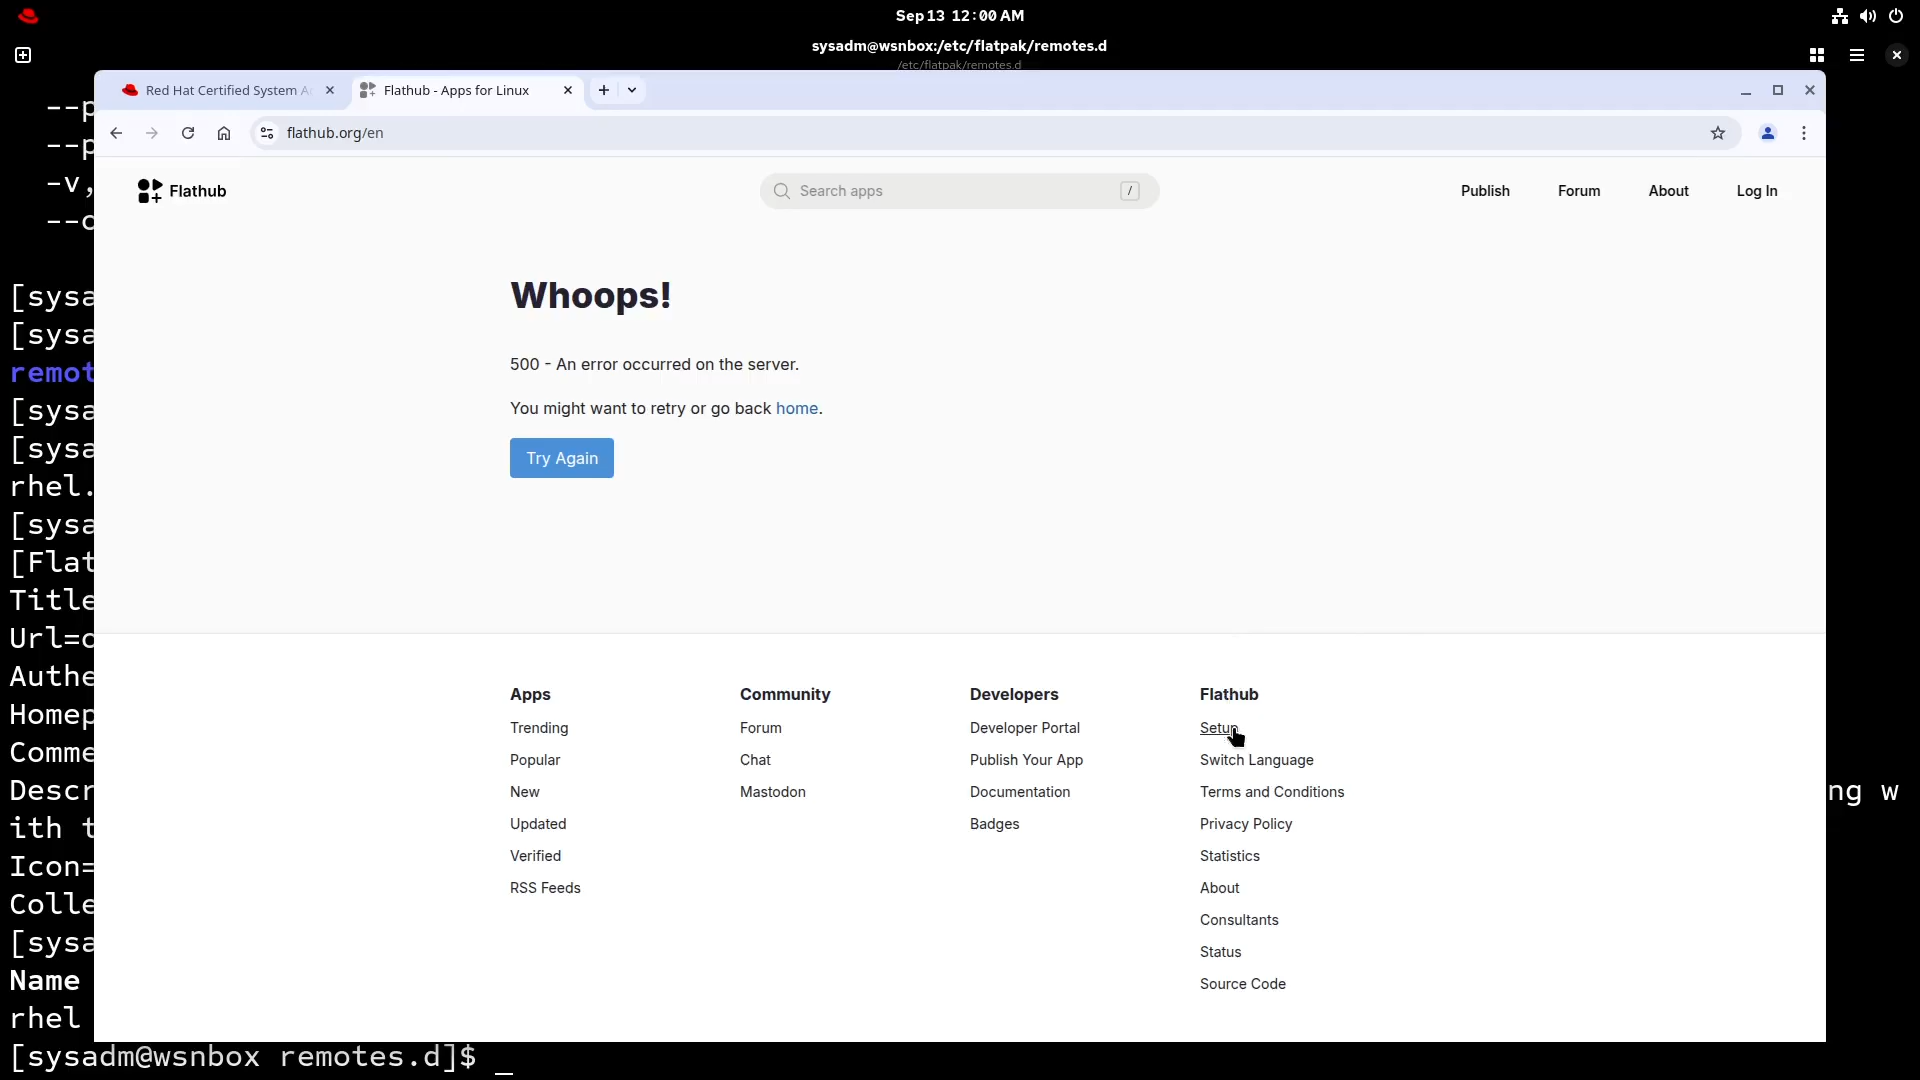 Sep 13 12:00 AM
sysadm@wsnbox:/etc/flatpak/remotes.d
/etc/flatpak/remotes.d
Red Hat Certified System A
Flathub - Apps for Linux
flathub.org/en
Flathub
Search apps
/
Publish
Forum
About
Log In
Whoops!
500 - An error occurred on the server.
You might want to retry or go back home.
Try Again
Apps
Trending
Popular
New
Updated
Verified
RSS Feeds
Community
Forum
Chat
Mastodon
Developers
Developer Portal
Publish Your App
Documentation
Badges
Flathub
Setup
Switch Language
Terms and Conditions
Privacy Policy
Statistics
About
Consultants
Status
Source Code
--p
--p
-v,
--c
[sysa
[sysa
remot
[sysa
[sysa
rhel.
[sysa
[Flat
Title
Url=
Authe
Homep
Comme
Descr ng w
ith t
Icon=
Colle
[sysa
Name
rhel
[sysadm@wsnbox remotes.d]$ _